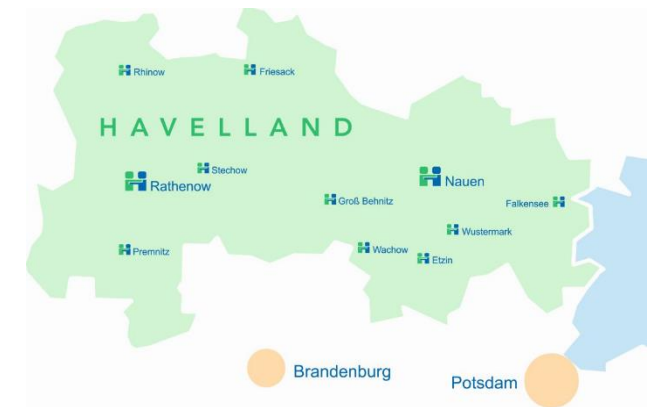 Rhinow
Friesack
HAVELLAND
Stechow
Rathenow
Nauen
Groß Behnitz
Falkensee
Wustermark
Premnitz
Wachow
Etzin
Brandenburg
Potsdam